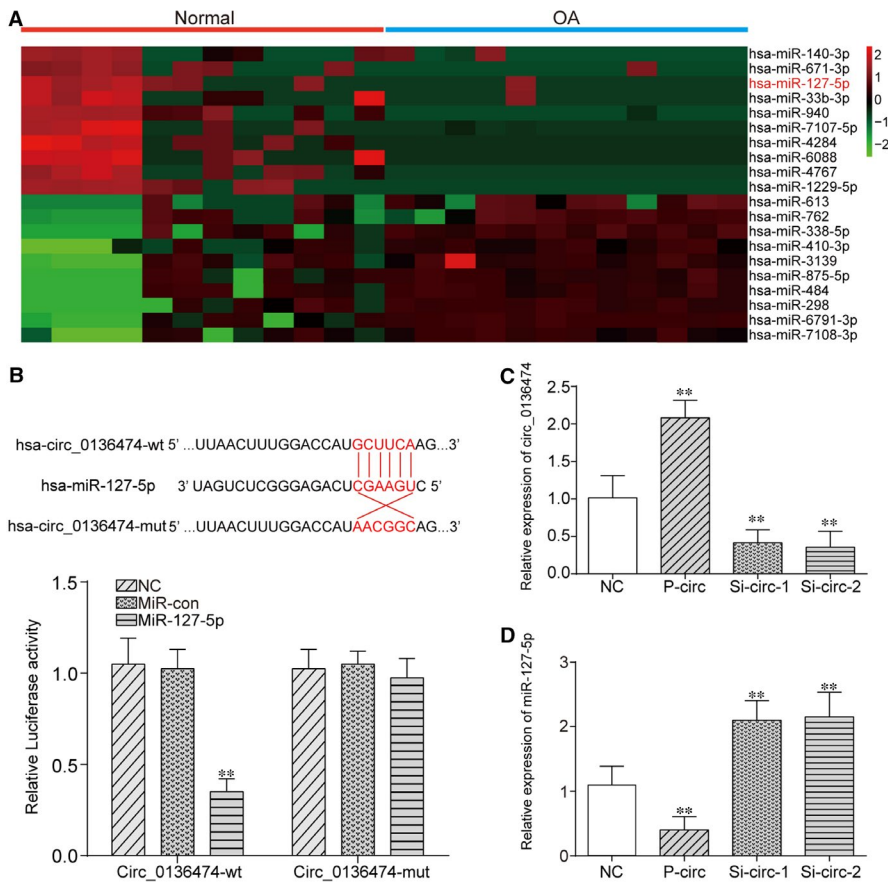 A
Normal
OA
hsa-miR-140-3p
hsa-miR-671-3p
hsa-miR-127-5p
hsa-miR-33b-3p
hsa-miR-940
hsa-miR-7107-5p
hsa-miR-4284
hsa-miR-6088
hsa-miR-4767
hsa-miR-1229-5p
hsa-miR-613
hsa-miR-762
hsa-miR-338-5p
hsa-miR-410-3p
hsa-miR-3139
hsa-miR-875-5p
hsa-miR-484
hsa-miR-298
hsa-miR-6791-3p
hsa-miR-7108-3p
2
1
0
−1
−2
B
hsa-circ_0136474-wt 5' ...UUAACUUUGGACCAUGCUUCAAG...3'
hsa-miR-127-5p 3' UAGUCUCGGGAGACUCGAAGUC 5'
hsa-circ_0136474-mut 5' ...UUAACUUUGGACCAUAACGGCAG...3'
Relative Luciferase activity
1.5
1.0
0.5
0.0
NC
MiR-con
MiR-127-5p
**
Circ_0136474-wt
Circ_0136474-mut
C
Relative expression of circ_0136474
2.5
2.0
1.5
1.0
0.5
0.0
**
**
**
NC
P-circ
Si-circ-1
Si-circ-2
D
Relative expression of miR-127-5p
3
2
1
0
**
**
**
NC
P-circ
Si-circ-1
Si-circ-2